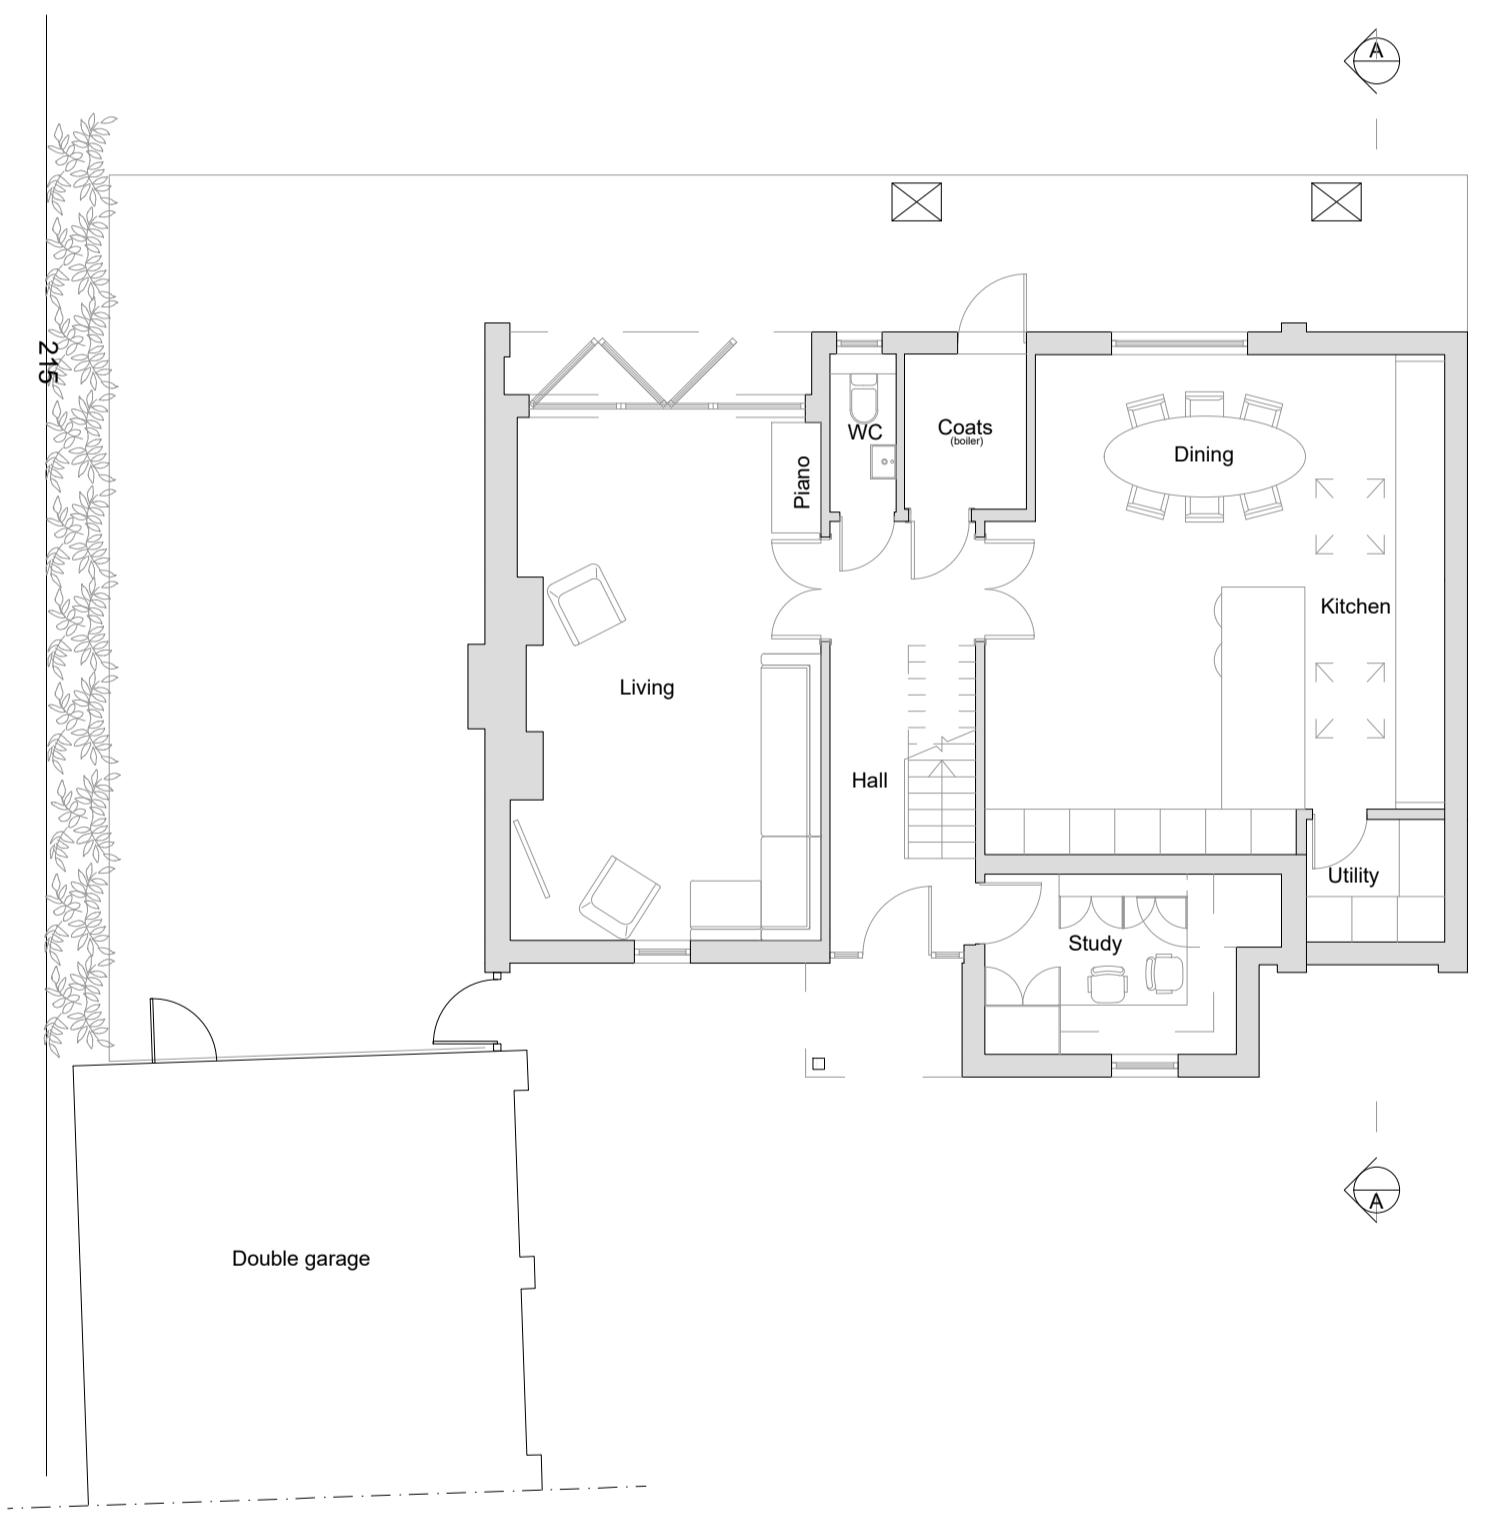 A
215
WC
Coats
(boiler)
Dining
Piano
Kitchen
Living
Hall
Utility
Study
A
Double garage